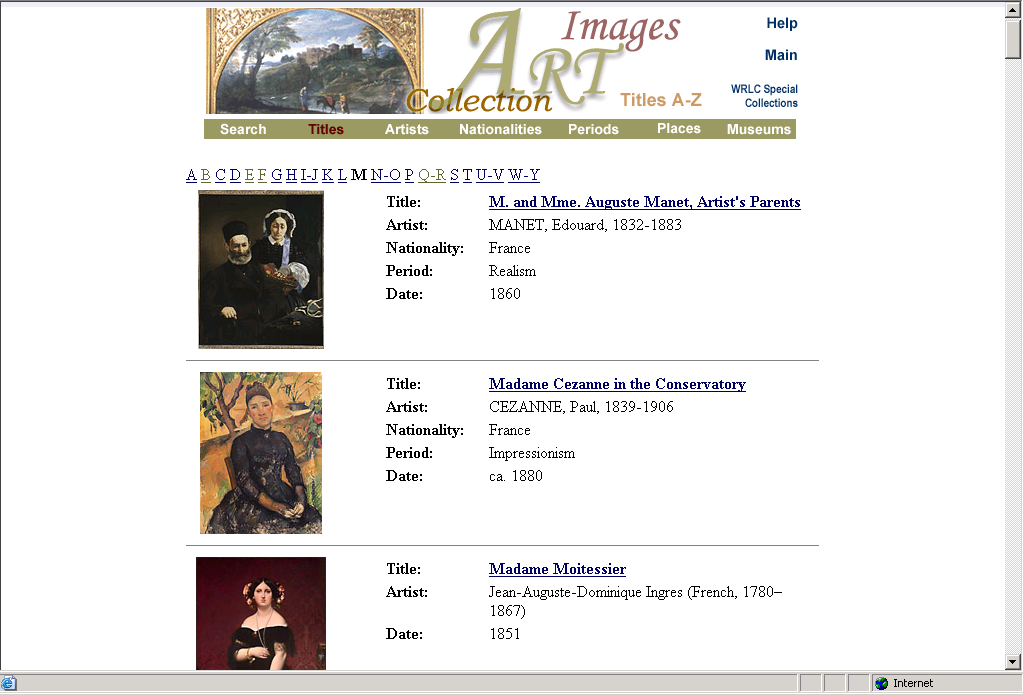 Art Images
Collection
Titles A-Z
Help
Main
WRLC Special
Collections
Search Titles Artists Nationalities Periods Places Museums
A B C D E F G H I-J K L M N-O P Q-R S T U-V W-Y
Title: M. and Mme. Auguste Manet, Artist's Parents
Artist: MANET, Edouard, 1832-1883
Nationality: France
Period: Realism
Date: 1860
Title: Madame Cezanne in the Conservatory
Artist: CEZANNE, Paul, 1839-1906
Nationality: France
Period: Impressionism
Date: ca. 1880
Title: Madame Moitessier
Artist: Jean-Auguste-Dominique Ingres (French, 1780–
1867)
Date: 1851
Internet